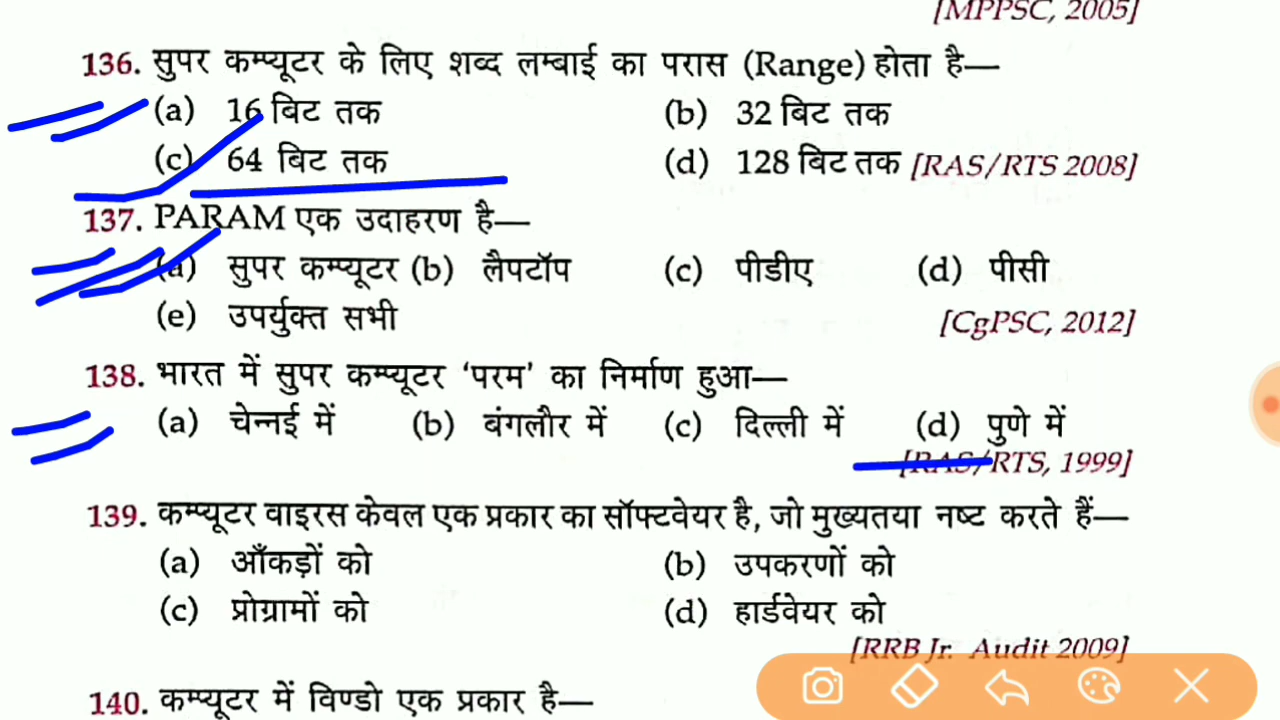 [MPPSC, 2005]
136. सुपर कम्प्यूटर के लिए शब्द लम्बाई का परास (Range) होता है—
(a) 16 बिट तक (b) 32 बिट तक
(c) 64 बिट तक (d) 128 बिट तक [RAS/RTS 2008]
137. PARAM एक उदाहरण है—
(a) सुपर कम्प्यूटर (b) लैपटॉप (c) पीडीए (d) पीसी
(e) उपर्युक्त सभी [CgPSC, 2012]
138. भारत में सुपर कम्प्यूटर ‘परम’ का निर्माण हुआ—
(a) चेन्नई में (b) बंगलौर में (c) दिल्ली में (d) पुणे में
[RAS/RTS, 1999]
139. कम्प्यूटर वाइरस केवल एक प्रकार का सॉफ्टवेयर है, जो मुख्यतया नष्ट करते हैं—
(a) आँकड़ों को (b) उपकरणों को
(c) प्रोग्रामों को (d) हार्डवेयर को
[RRB Jr. Audit 2009]
140. कम्प्यूटर में विण्डो एक प्रकार है—